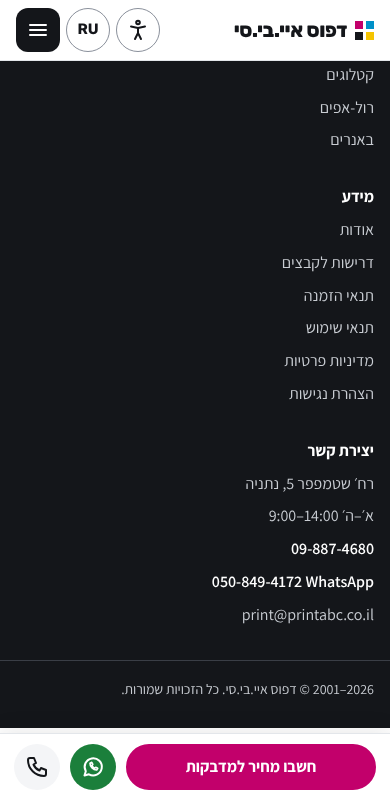 דפוס איי.בי.סי
RU
קטלוגים
רול-אפים
באנרים
מידע
אודות
דרישות לקבצים
תנאי הזמנה
תנאי שימוש
מדיניות פרטיות
הצהרת נגישות
יצירת קשר
רח׳ שטמפפר 5, נתניה
א׳–ה׳ 9:00–14:00
09-887-4680
050-849-4172 WhatsApp
print@printabc.co.il
2001–2026 © דפוס איי.בי.סי. כל הזכויות שמורות.
חשבו מחיר למדבקות